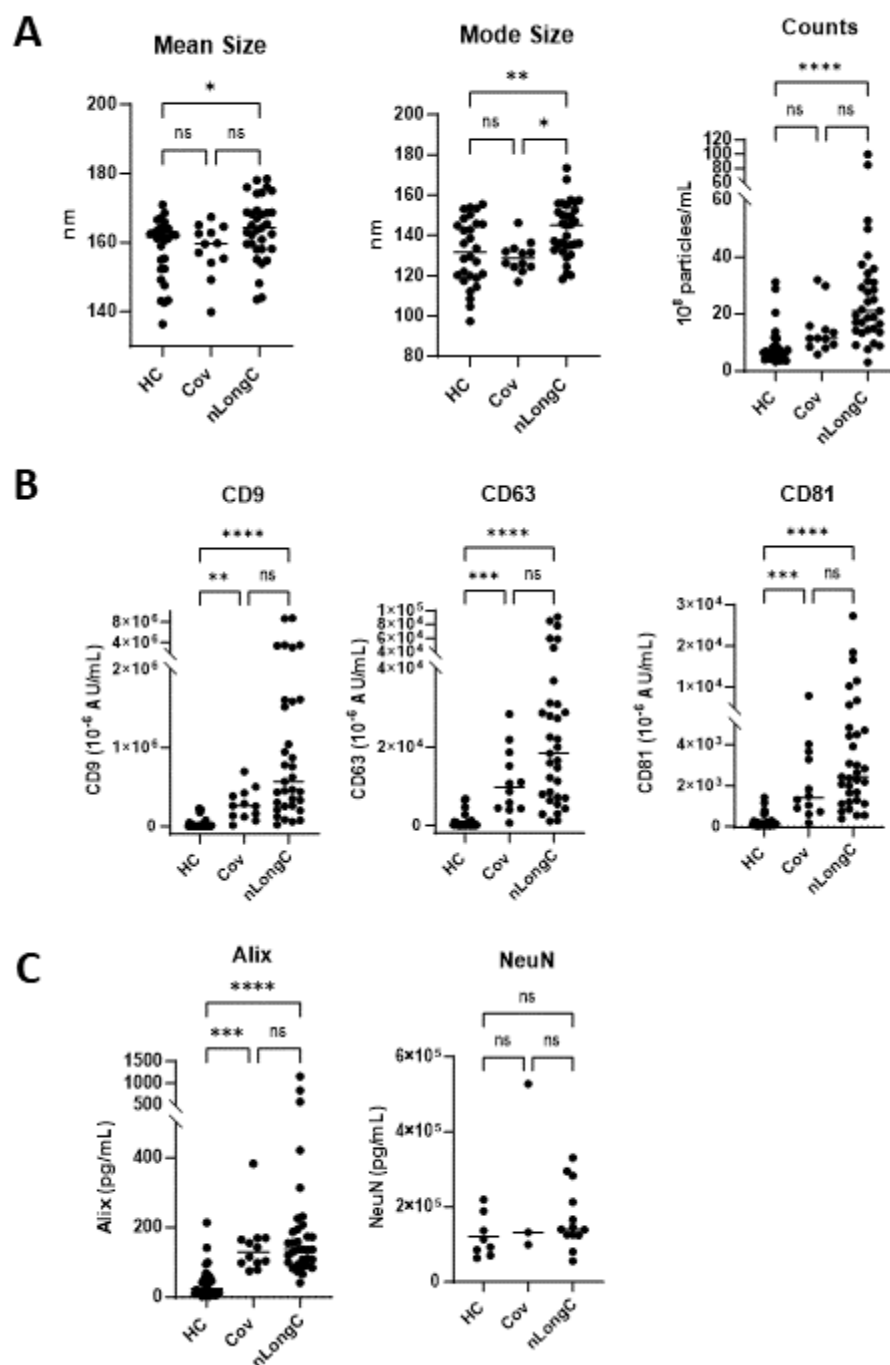 A
Mean Size
*
ns
ns
200
180
160
140
nm
HC
Cov
nLongC
Mode Size
**
ns
*
200
180
160
140
120
100
80
nm
HC
Cov
nLongC
Counts
****
ns
ns
120
100
80
60
60
40
20
0
10⁸ particles/mL
HC
Cov
nLongC
B
CD9
****
**
ns
8×10⁶
4×10⁶
2×10⁶
1×10⁶
0
CD9 (10⁻⁶ AU/mL)
HC
Cov
nLongC
CD63
****
***
ns
1×10⁵
8×10⁴
6×10⁴
4×10⁴
4×10⁴
2×10⁴
0
CD63 (10⁻⁶ AU/mL)
HC
Cov
nLongC
CD81
****
***
ns
3×10⁴
2×10⁴
1×10⁴
4×10³
2×10³
0
CD81 (10⁻⁶ AU/mL)
HC
Cov
nLongC
C
Alix
****
***
ns
1500
1000
500
400
200
0
Alix (pg/mL)
HC
Cov
nLongC
NeuN
ns
ns
ns
6×10⁵
4×10⁵
2×10⁵
0
NeuN (pg/mL)
HC
Cov
nLongC